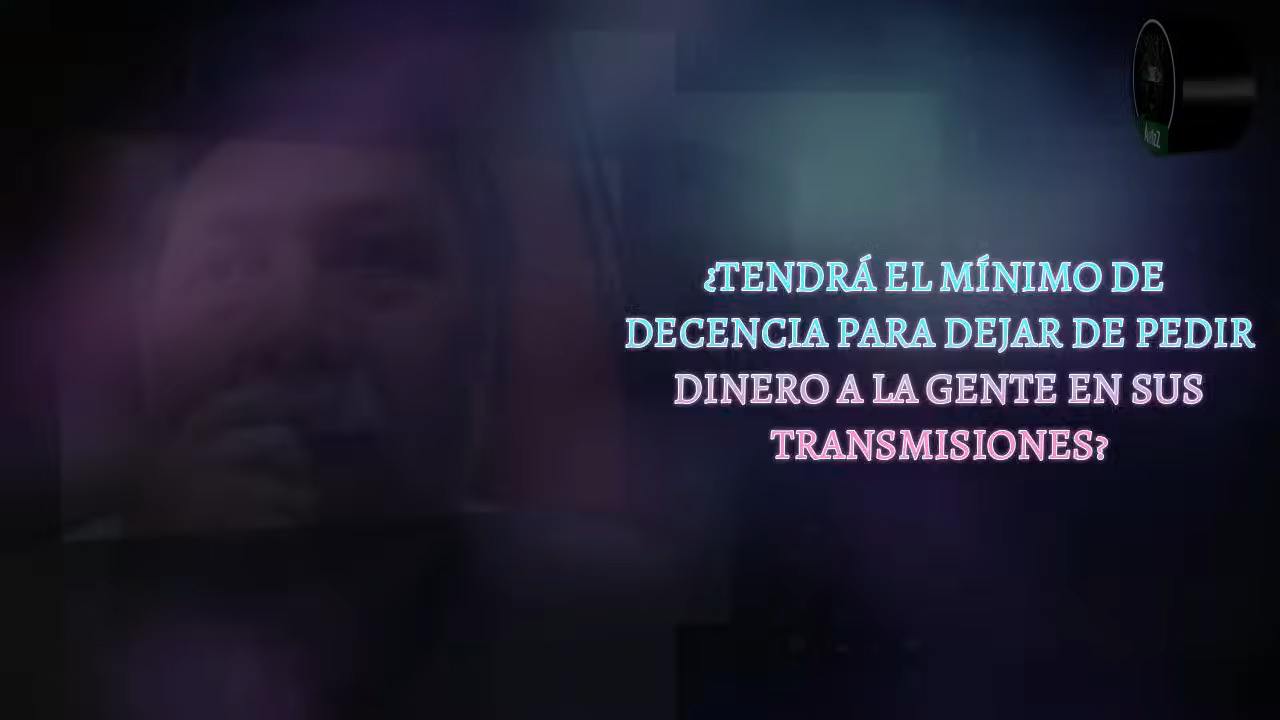 ¿TENDRÁ EL MÍNIMO DE
DECENCIA PARA DEJAR DE PEDIR
DINERO A LA GENTE EN SUS
TRANSMISIONES?